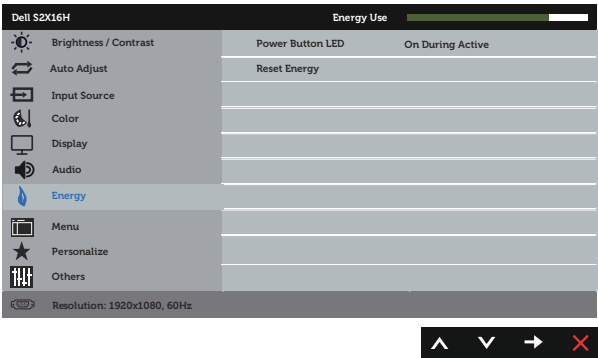 Dell S2X16H Energy Use
Brightness / Contrast Power Button LED On During Active
Auto Adjust Reset Energy
Input Source
Color
Display
Audio
Energy
Menu
Personalize
Others
Resolution: 1920x1080, 60Hz